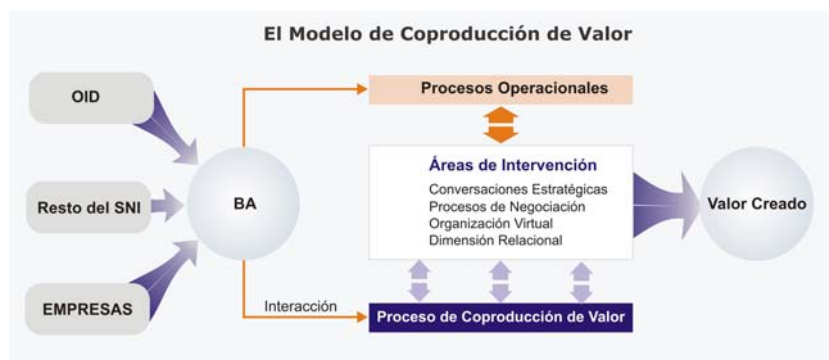 El Modelo de Coproducción de Valor
OID
Resto del SNI
EMPRESAS
BA
Interacción
Procesos Operacionales
Áreas de Intervención
Conversaciones Estratégicas
Procesos de Negociación
Organización Virtual
Dimensión Relacional
Proceso de Coproducción de Valor
Valor Creado